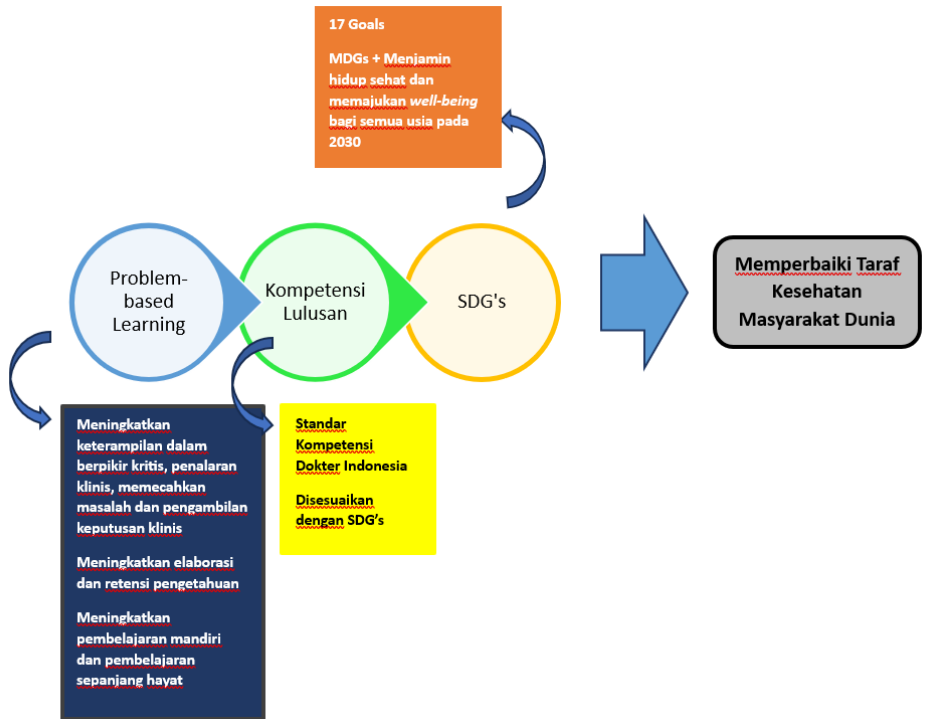 17 Goals
MDGs + Menjamin
hidup sehat dan
memajukan well-being
bagi semua usia pada
2030
Problem-
based
Learning
Kompetensi
Lulusan
SDG's
Memperbaiki Taraf
Kesehatan
Masyarakat Dunia
Meningkatkan
keterampilan dalam
berpikir kritis, penalaran
klinis, memecahkan
masalah dan pengambilan
keputusan klinis
Meningkatkan elaborasi
dan retensi pengetahuan
Meningkatkan
pembelajaran mandiri
dan pembelajaran
sepanjang hayat
Standar
Kompetensi
Dokter Indonesia
Disesuaikan
dengan SDG’s